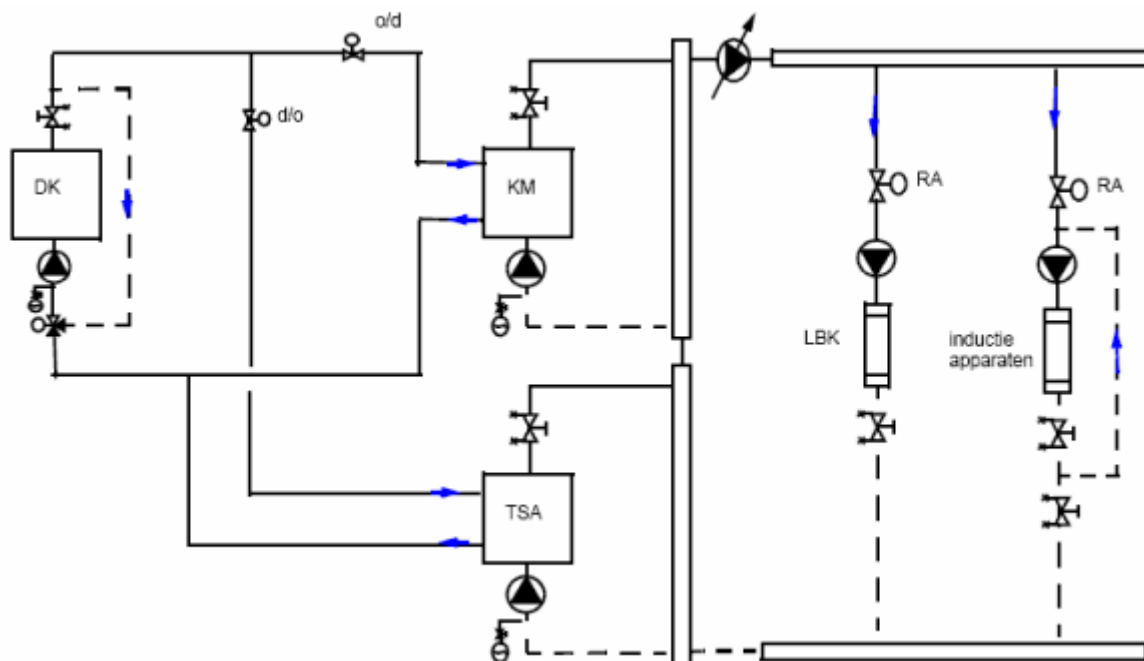 o/d
d/o
DK
KM
RA
RA
LBK
inductie
apparaten
TSA